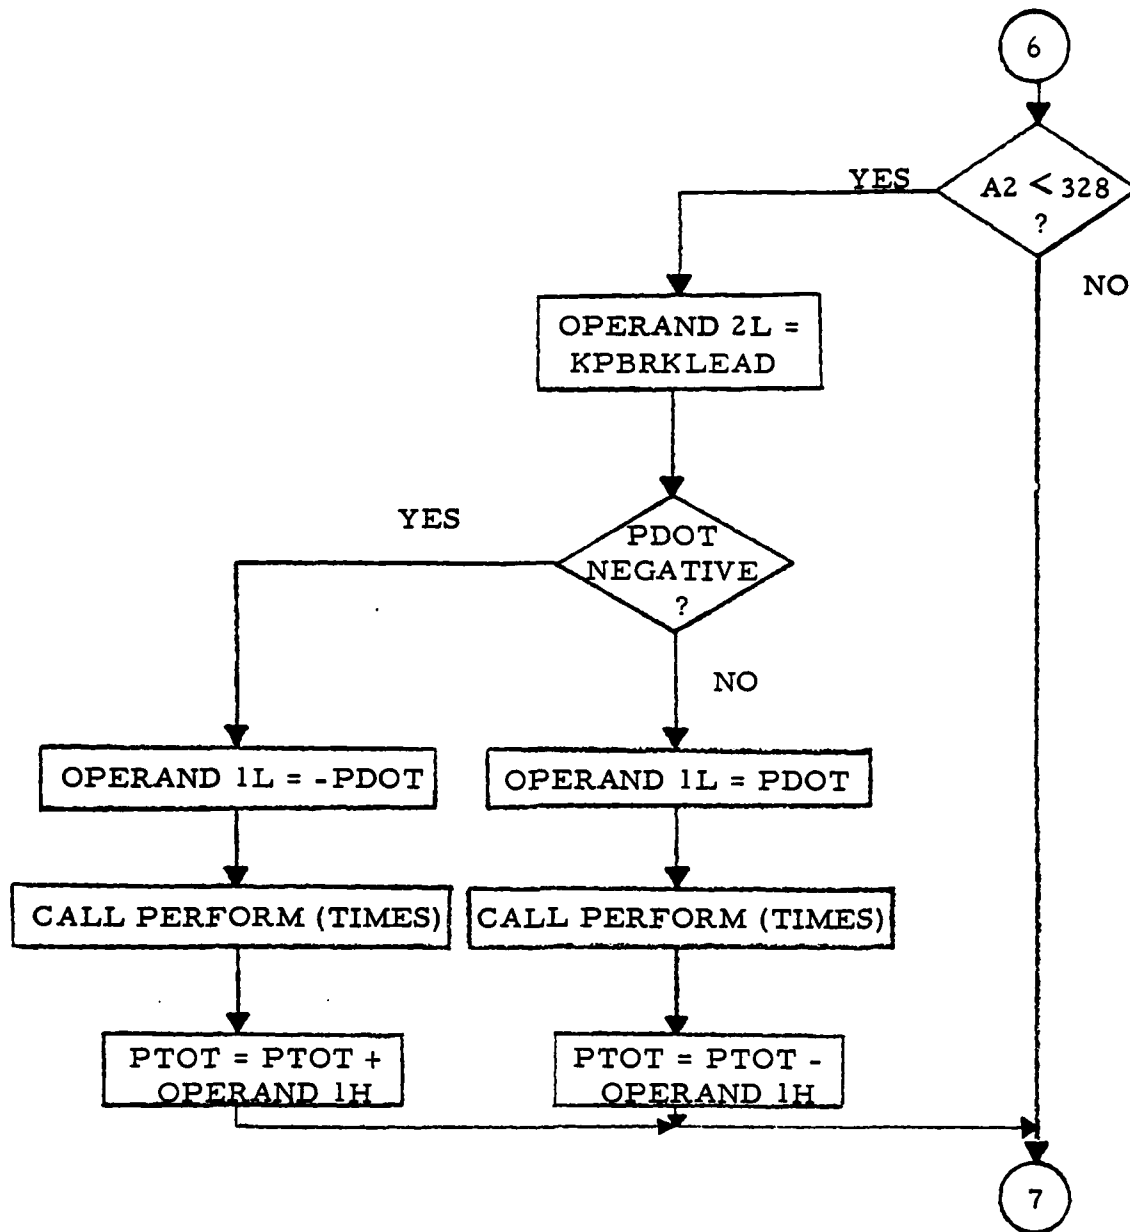 6
A2 < 328
?
YES
NO
OPERAND 2L =
KPBRKLEAD
YES
PDOT
NEGATIVE
?
NO
OPERAND 1L = -PDOT
OPERAND 1L = PDOT
CALL PERFORM (TIMES)
CALL PERFORM (TIMES)
PTOT = PTOT +
OPERAND 1H
PTOT = PTOT -
OPERAND 1H
7